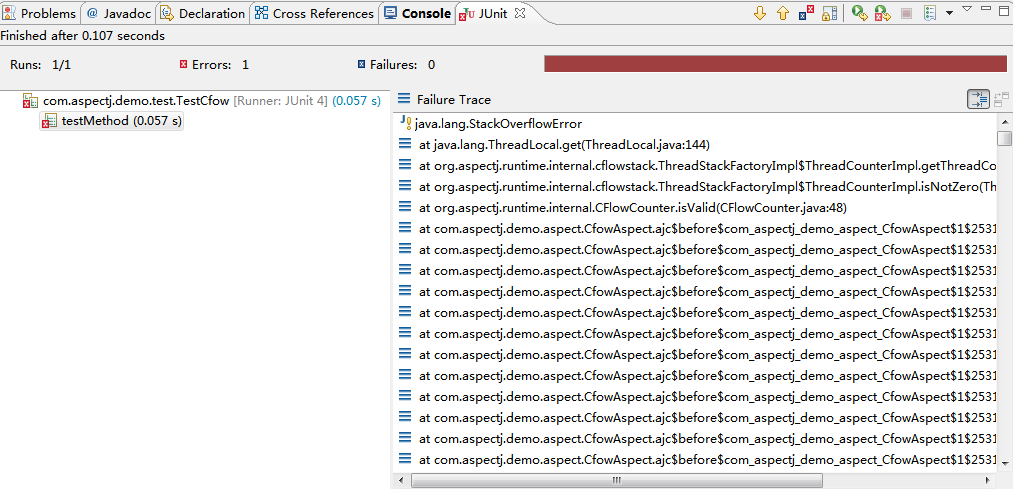 Problems @ Javadoc Declaration Cross References Console JUnit
Finished after 0.107 seconds
Runs: 1/1 Errors: 1 Failures: 0
com.aspectj.demo.test.TestCfow [Runner: JUnit 4] (0.057 s)
testMethod (0.057 s)
Failure Trace
java.lang.StackOverflowError
at java.lang.ThreadLocal.get(ThreadLocal.java:144)
at org.aspectj.runtime.internal.cflowstack.ThreadStackFactoryImpl$ThreadCounterImpl.getThreadCo
at org.aspectj.runtime.internal.cflowstack.ThreadStackFactoryImpl$ThreadCounterImpl.isNotZero(Th
at org.aspectj.runtime.internal.CFlowCounter.isValid(CFlowCounter.java:48)
at com.aspectj.demo.aspect.CfowAspect.ajc$before$com_aspectj_demo_aspect_CfowAspect$1$2531
at com.aspectj.demo.aspect.CfowAspect.ajc$before$com_aspectj_demo_aspect_CfowAspect$1$2531
at com.aspectj.demo.aspect.CfowAspect.ajc$before$com_aspectj_demo_aspect_CfowAspect$1$2531
at com.aspectj.demo.aspect.CfowAspect.ajc$before$com_aspectj_demo_aspect_CfowAspect$1$2531
at com.aspectj.demo.aspect.CfowAspect.ajc$before$com_aspectj_demo_aspect_CfowAspect$1$2531
at com.aspectj.demo.aspect.CfowAspect.ajc$before$com_aspectj_demo_aspect_CfowAspect$1$2531
at com.aspectj.demo.aspect.CfowAspect.ajc$before$com_aspectj_demo_aspect_CfowAspect$1$2531
at com.aspectj.demo.aspect.CfowAspect.ajc$before$com_aspectj_demo_aspect_CfowAspect$1$2531
at com.aspectj.demo.aspect.CfowAspect.ajc$before$com_aspectj_demo_aspect_CfowAspect$1$2531
at com.aspectj.demo.aspect.CfowAspect.ajc$before$com_aspectj_demo_aspect_CfowAspect$1$2531
at com.aspectj.demo.aspect.CfowAspect.ajc$before$com_aspectj_demo_aspect_CfowAspect$1$2531
at com.aspectj.demo.aspect.CfowAspect.ajc$before$com_aspectj_demo_aspect_CfowAspect$1$2531